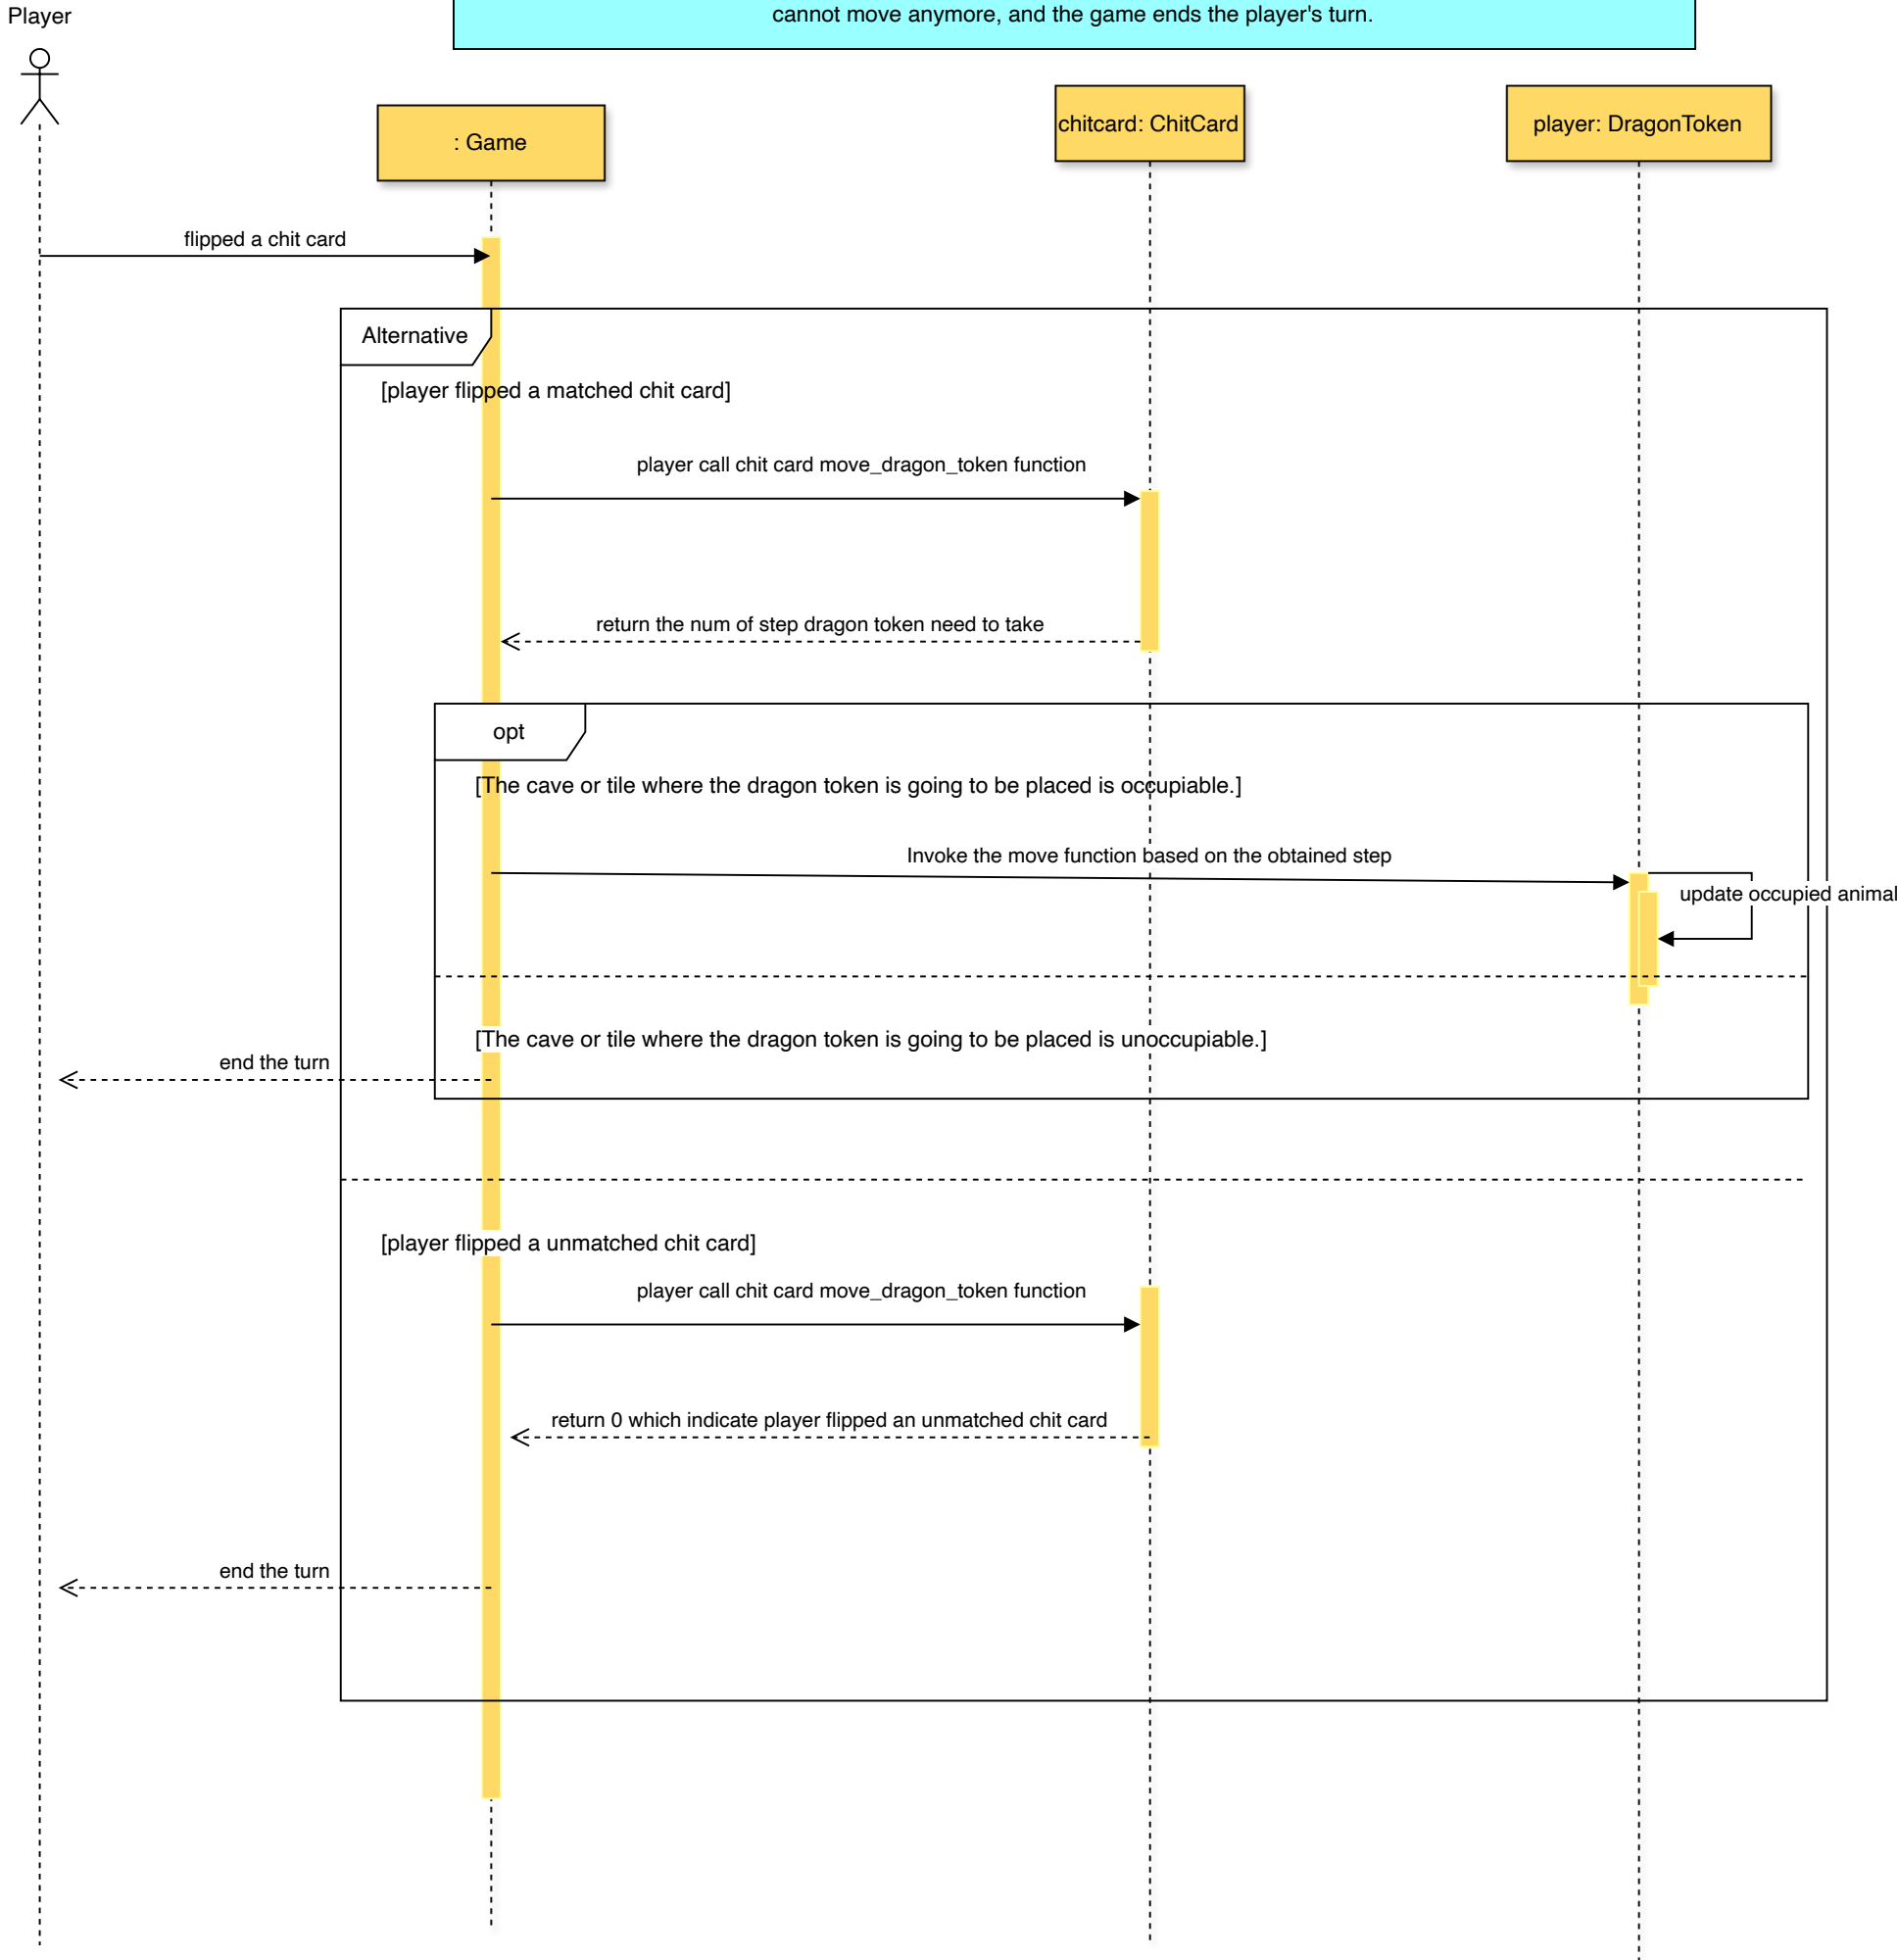 Player
cannot move anymore, and the game ends the player's turn.
: Game
chitcard: ChitCard
player: DragonToken
flipped a chit card
Alternative
[player flipped a matched chit card]
player call chit card move_dragon_token function
return the num of step dragon token need to take
opt
[The cave or tile where the dragon token is going to be placed is occupiable.]
Invoke the move function based on the obtained step
update occupied animal
[The cave or tile where the dragon token is going to be placed is unoccupiable.]
end the turn
[player flipped a unmatched chit card]
player call chit card move_dragon_token function
return 0 which indicate player flipped an unmatched chit card
end the turn